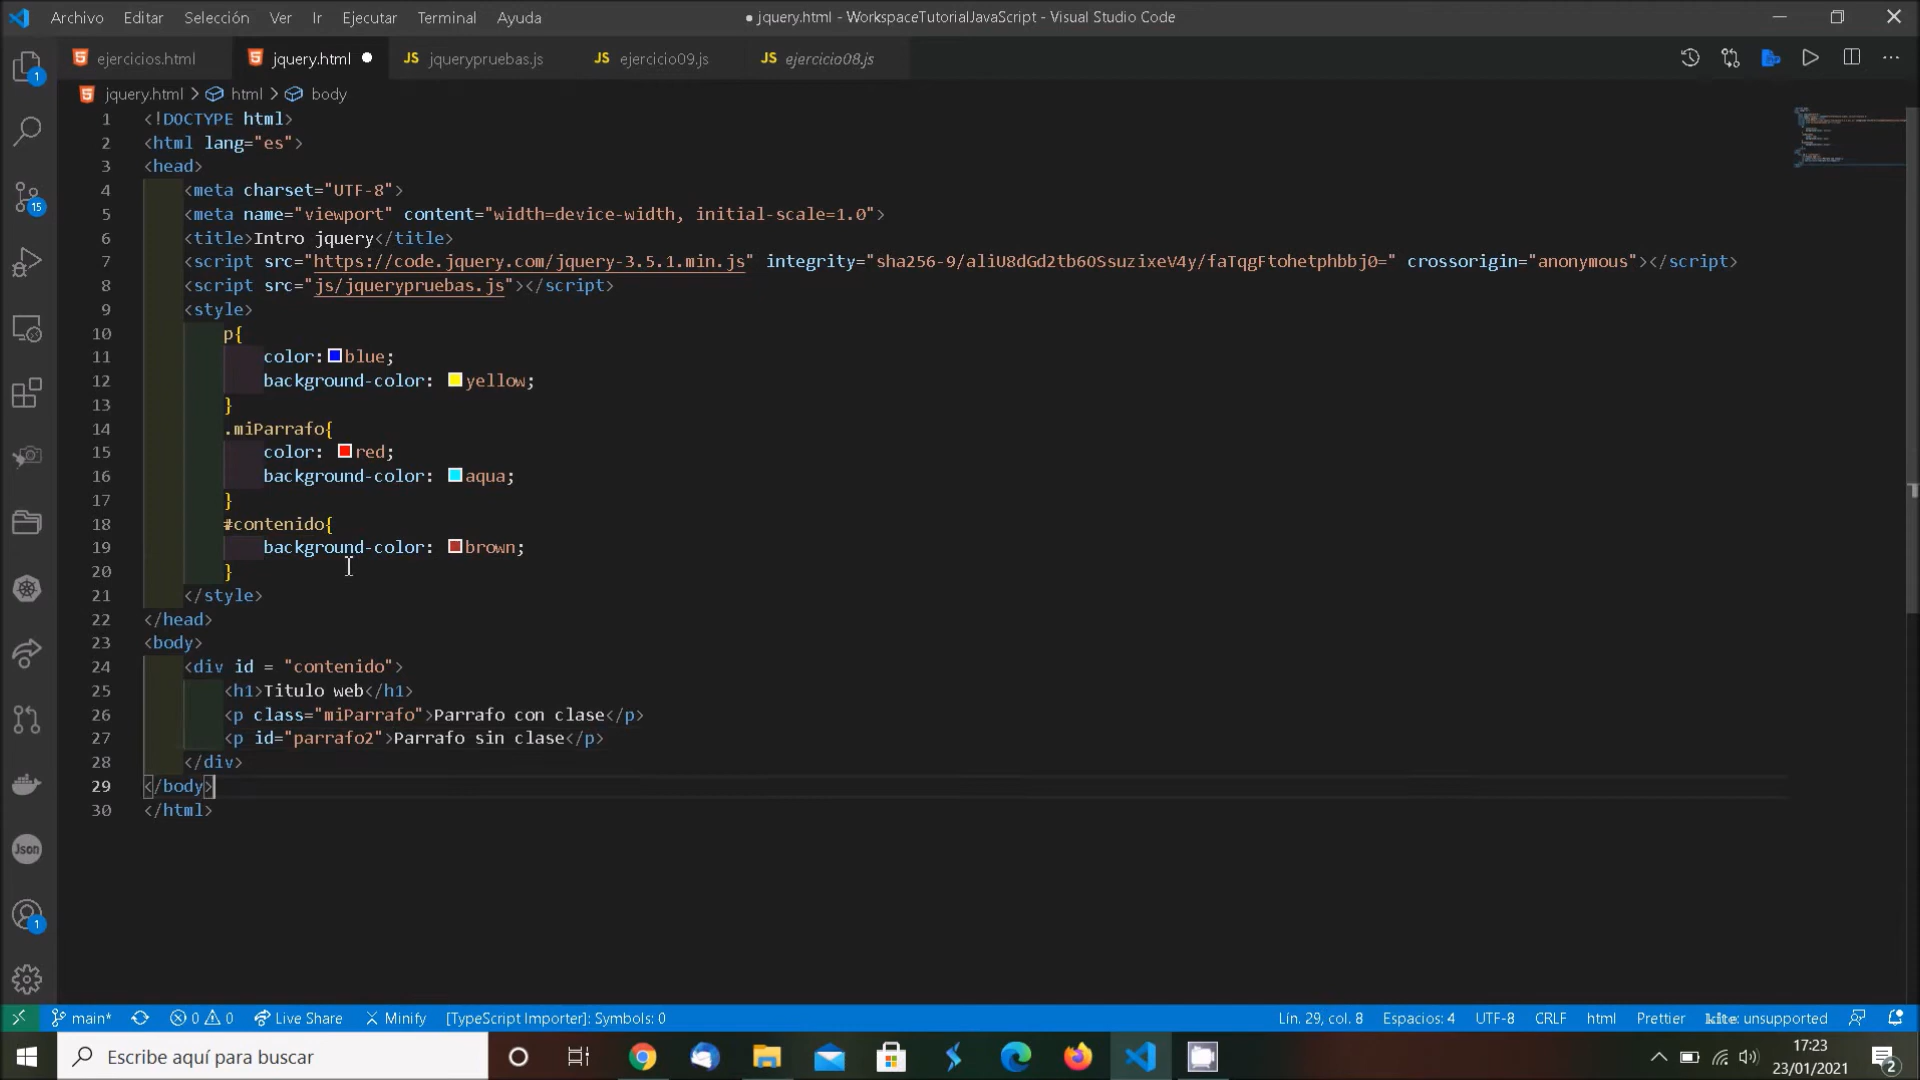 Archivo Editar Selección Ver Ir Ejecutar Terminal Ayuda
● jquery.html - WorkspaceTutorialJavaScript - Visual Studio Code
ejercicios.html jquery.html JS jquerypruebas.js JS ejercicio09.js JS ejercicio08.js
jquery.html > html > body
1 <!DOCTYPE html>
2 <html lang="es">
3 <head>
4 <meta charset="UTF-8">
5 <meta name="viewport" content="width=device-width, initial-scale=1.0">
6 <title>Intro jquery</title>
7 <script src="https://code.jquery.com/jquery-3.5.1.min.js" integrity="sha256-9/aliU8dGd2tb6OSsuzixeV4y/faTqgFtohetphbbj0=" crossorigin="anonymous"></script>
8 <script src="js/jquerypruebas.js"></script>
9 <style>
10 p{
11 color:blue;
12 background-color: yellow;
13 }
14 .miParrafo{
15 color: red;
16 background-color: aqua;
17 }
18 #contenido{
19 background-color: brown;
20 }
21 </style>
22 </head>
23 <body>
24 <div id = "contenido">
25 <h1>Titulo web</h1>
26 <p class="miParrafo">Parrafo con clase</p>
27 <p id="parrafo2">Parrafo sin clase</p>
28 </div>
29 </body>
30 </html>
1
15
Json
1
main* 0 0 Live Share Minify [TypeScript Importer]: Symbols: 0
Lín. 29, col. 8 Espacios: 4 UTF-8 CRLF html Prettier kite: unsupported
Escribe aquí para buscar
17:23
23/01/2021
2